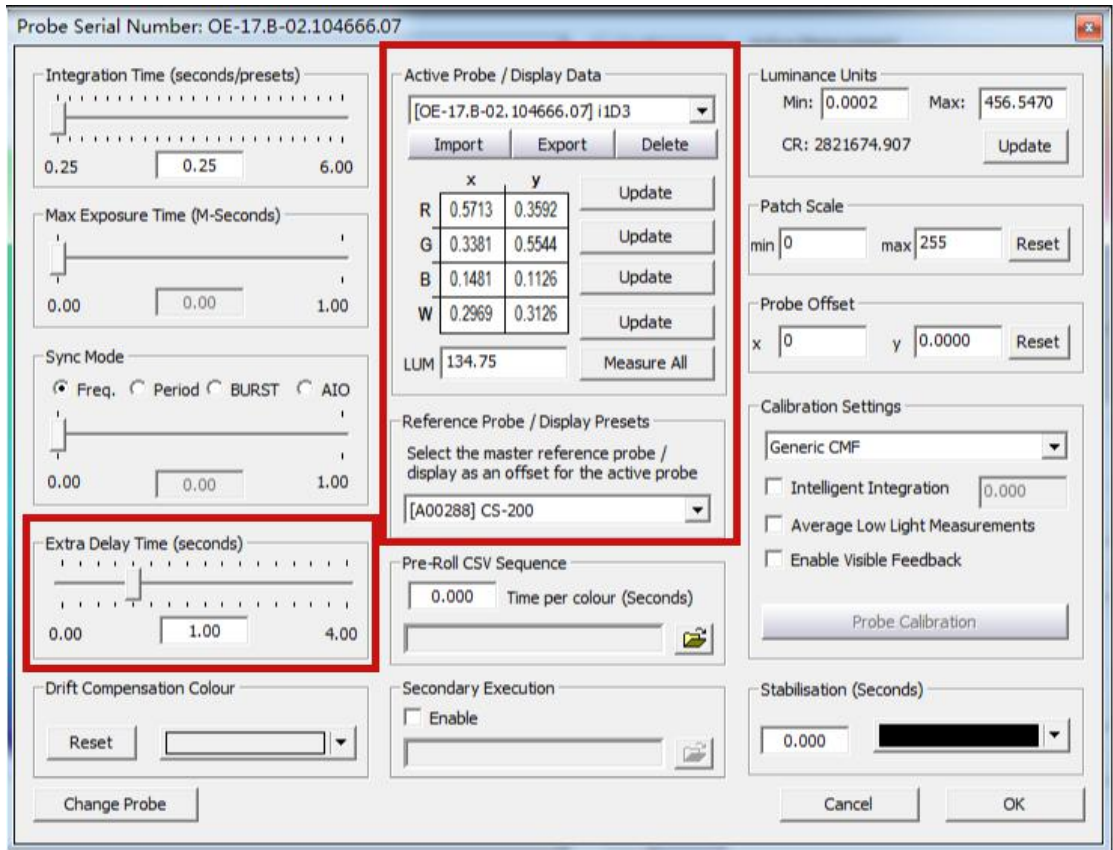 Probe Serial Number: OE-17.B-02.104666.07
Integration Time (seconds/presets)
0.25 0.25 6.00
Max Exposure Time (M-Seconds)
0.00 0.00 1.00
Sync Mode
Freq. Period BURST AIO
0.00 0.00 1.00
Extra Delay Time (seconds)
0.00 1.00 4.00
Drift Compensation Colour
Reset
Change Probe
Active Probe / Display Data
[OE-17.B-02.104666.07] i1D3
Import Export Delete
x y
R 0.5713 0.3592 Update
G 0.3381 0.5544 Update
B 0.1481 0.1126 Update
W 0.2969 0.3126 Update
LUM 134.75 Measure All
Reference Probe / Display Presets
Select the master reference probe /
display as an offset for the active probe
[A00288] CS-200
Pre-Roll CSV Sequence
0.000 Time per colour (Seconds)
Secondary Execution
Enable
Luminance Units
Min: 0.0002 Max: 456.5470
CR: 2821674.907 Update
Patch Scale
min 0 max 255 Reset
Probe Offset
x 0 y 0.0000 Reset
Calibration Settings
Generic CMF
Intelligent Integration 0.000
Average Low Light Measurements
Enable Visible Feedback
Probe Calibration
Stabilisation (Seconds)
0.000
Cancel OK